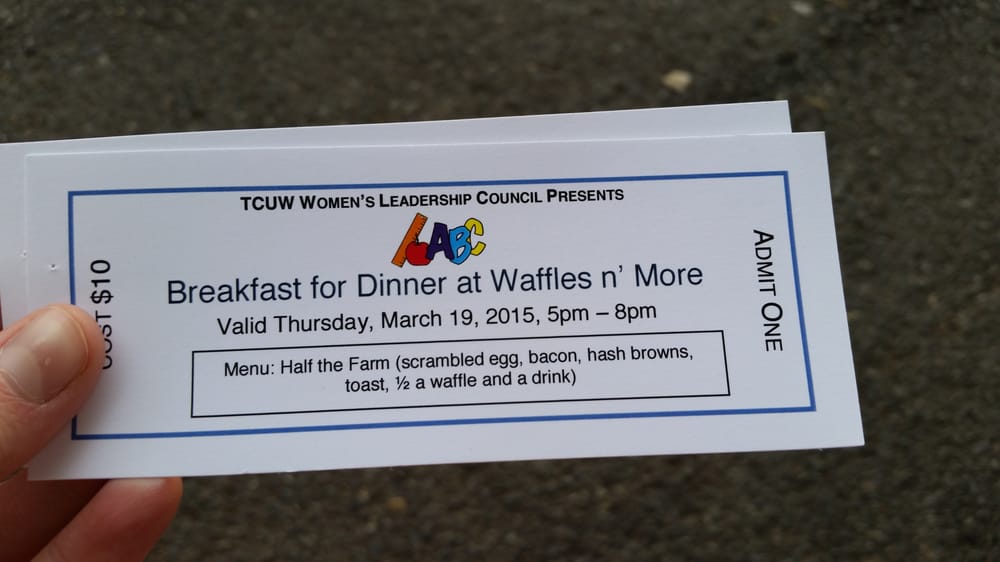 TCUW WOMEN'S LEADERSHIP COUNCIL PRESENTS
ABC
Breakfast for Dinner at Waffles n' More
Valid Thursday, March 19, 2015, 5pm – 8pm
Menu: Half the Farm (scrambled egg, bacon, hash browns,
toast, ½ a waffle and a drink)
COST $10
ADMIT ONE